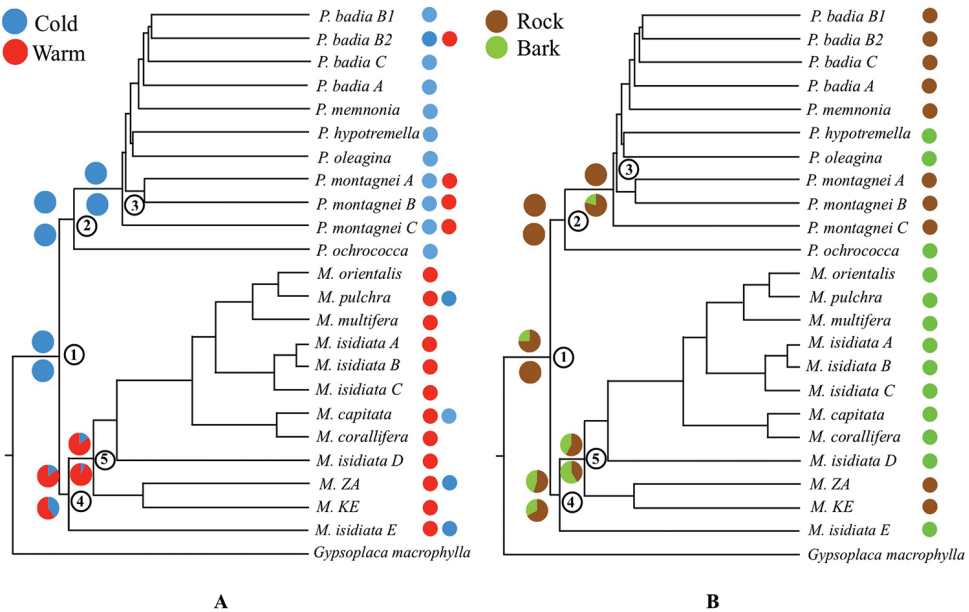 Cold
Warm
P. badia B1
P. badia B2
P. badia C
P. badia A
P. memnonia
P. hypotremella
P. oleagina
P. montagnei A
P. montagnei B
P. montagnei C
P. ochrococca
M. orientalis
M. pulchra
M. multifera
M. isidiata A
M. isidiata B
M. isidiata C
M. capitata
M. corallifera
M. isidiata D
M. ZA
M. KE
M. isidiata E
Gypsoplaca macrophylla
3
2
1
5
4
A
Rock
Bark
P. badia B1
P. badia B2
P. badia C
P. badia A
P. memnonia
P. hypotremella
P. oleagina
P. montagnei A
P. montagnei B
P. montagnei C
P. ochrococca
M. orientalis
M. pulchra
M. multifera
M. isidiata A
M. isidiata B
M. isidiata C
M. capitata
M. corallifera
M. isidiata D
M. ZA
M. KE
M. isidiata E
Gypsoplaca macrophylla
3
2
1
5
4
B